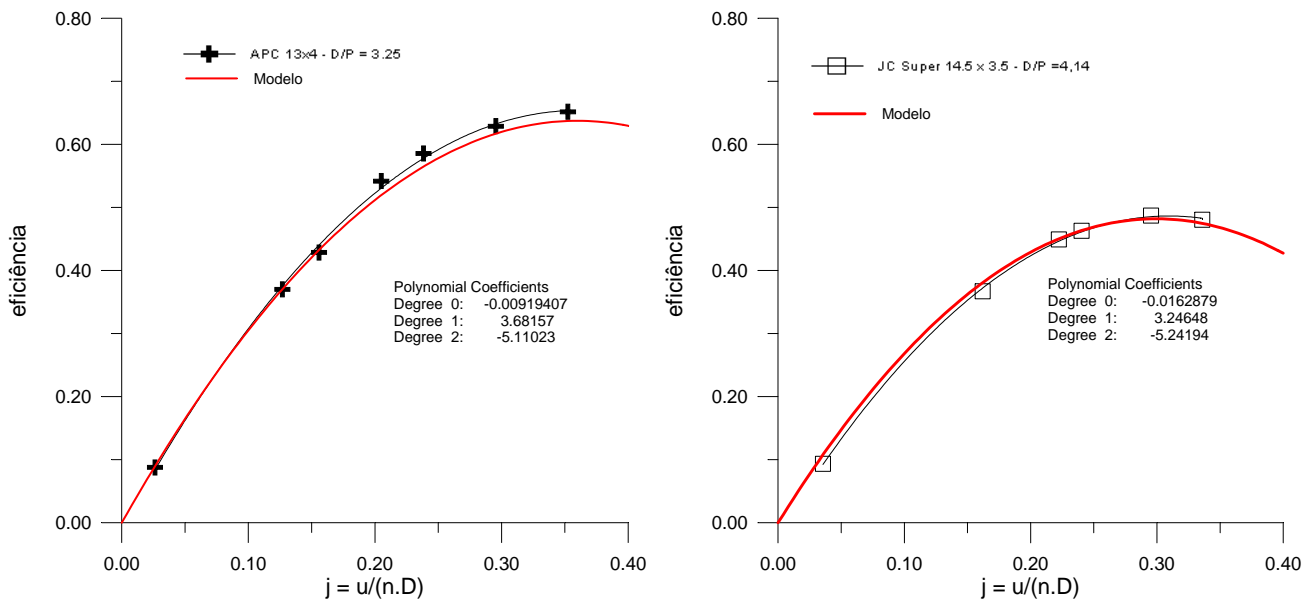 0.80
0.60
0.40
0.20
0.00
eficiência
APC 13x4 - D/P = 3.25
Modelo
Polynomial Coefficients
Degree 0: -0.00919407
Degree 1: 3.68157
Degree 2: -5.11023
0.00 0.10 0.20 0.30 0.40
j = u/(n.D)
0.80
0.60
0.40
0.20
0.00
eficiência
JC Super 14.5 x 3.5 - D/P =4,14
Modelo
Polynomial Coefficients
Degree 0: -0.0162879
Degree 1: 3.24648
Degree 2: -5.24194
0.00 0.10 0.20 0.30 0.40
j = u/(n.D)